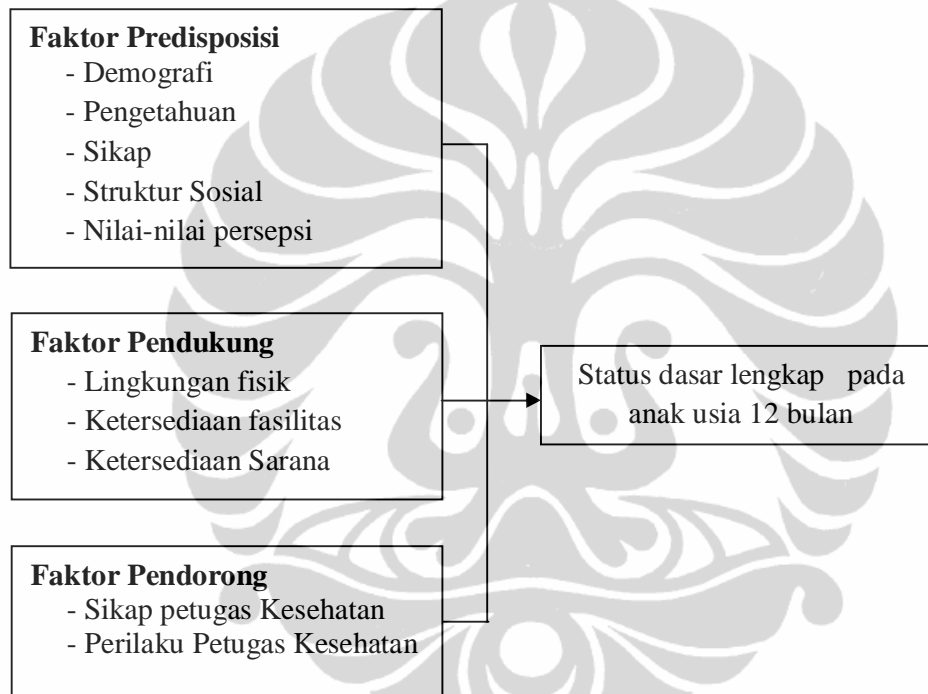 Faktor Predisposisi
- Demografi
- Pengetahuan
- Sikap
- Struktur Sosial
- Nilai-nilai persepsi
Faktor Pendukung
- Lingkungan fisik
- Ketersediaan fasilitas
- Ketersediaan Sarana
Status dasar lengkap pada
anak usia 12 bulan
Faktor Pendorong
- Sikap petugas Kesehatan
- Perilaku Petugas Kesehatan